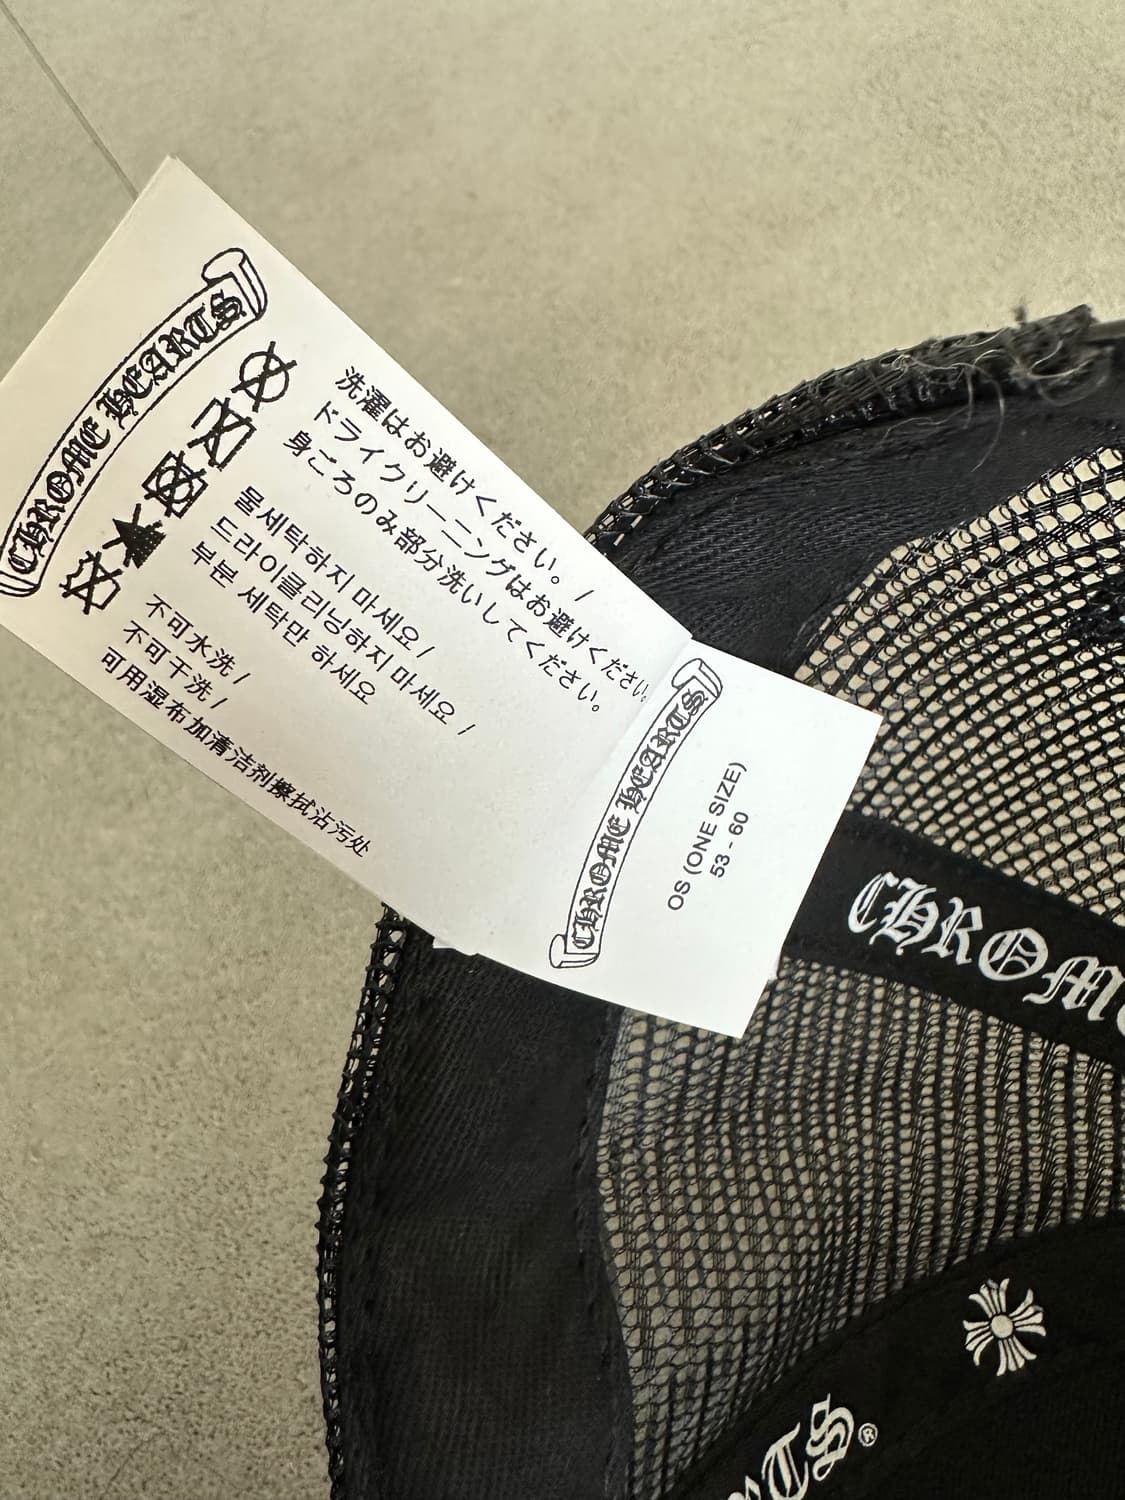 CHROME HEARTS
洗濯はお避けください。 /
ドライクリーニングはお避けください。
身ごろのみ部分洗いしてください。
물세탁하지 마세요 /
드라이클리닝하지 마세요 /
부분 세탁만 하세요
不可水洗 /
不可干洗 /
可用湿布加清洁剂擦拭沾污处
CHROME HEARTS
OS (ONE SIZE)
53 - 60
CHROME
RTS®